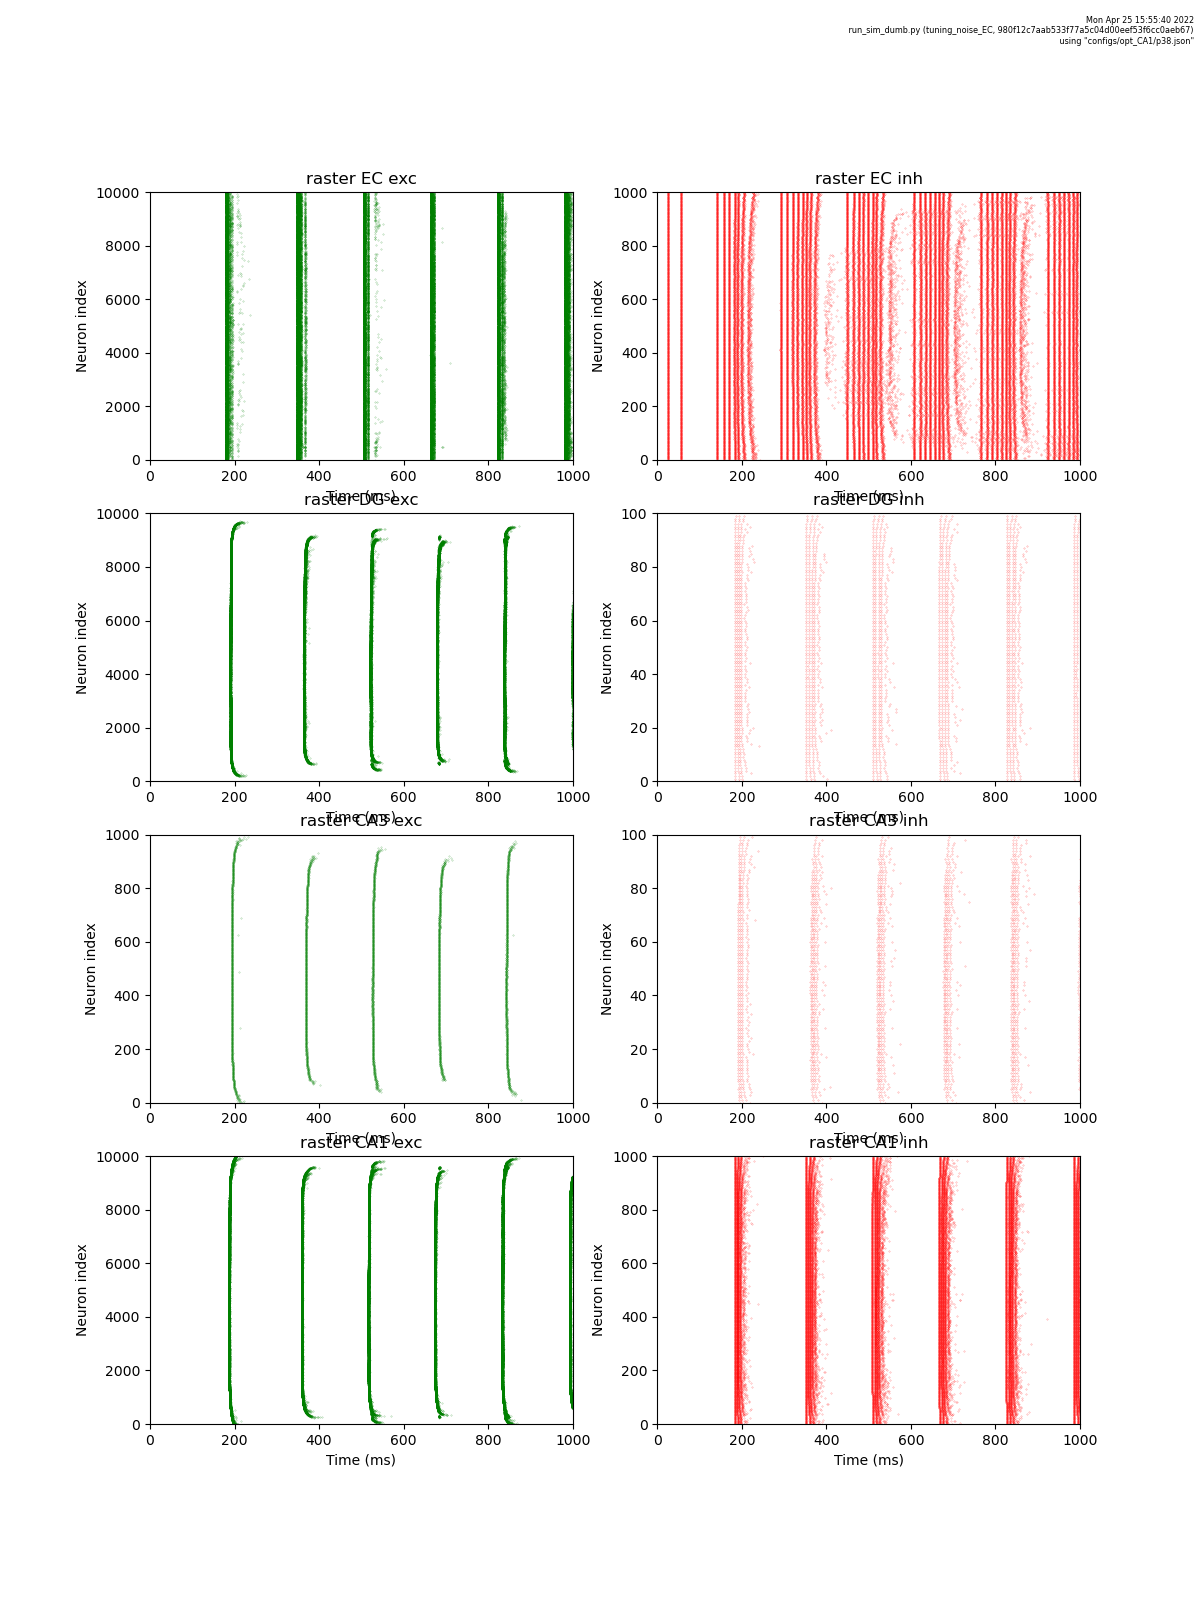 Mon Apr 25 15:55:40 2022
run_sim_dumb.py (tuning_noise_EC, 980f12c7aab533f77a5c04d00eef53f6cc0aeb67)
using "configs/opt_CA1/p38.json"
raster EC exc
10000
8000
6000
4000
2000
0
Neuron index
0 200 400 600 800 1000
Time (ms)
raster EC inh
1000
800
600
400
200
0
Neuron index
0 200 400 600 800 1000
Time (ms)
raster DG exc
10000
8000
6000
4000
2000
0
Neuron index
0 200 400 600 800 1000
Time (ms)
raster DG inh
100
80
60
40
20
0
Neuron index
0 200 400 600 800 1000
Time (ms)
raster CA3 exc
1000
800
600
400
200
0
Neuron index
0 200 400 600 800 1000
Time (ms)
raster CA3 inh
100
80
60
40
20
0
Neuron index
0 200 400 600 800 1000
Time (ms)
raster CA1 exc
10000
8000
6000
4000
2000
0
Neuron index
0 200 400 600 800 1000
Time (ms)
raster CA1 inh
1000
800
600
400
200
0
Neuron index
0 200 400 600 800 1000
Time (ms)